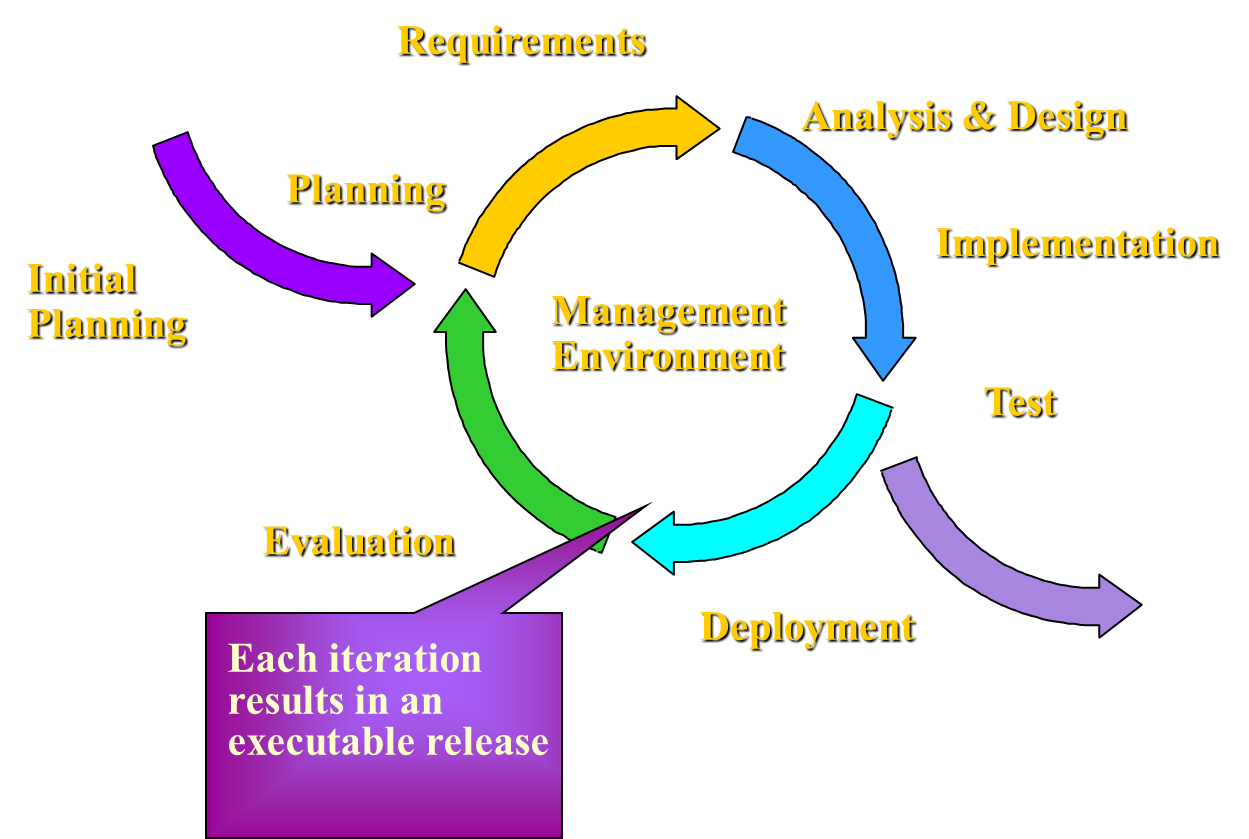 Requirements
Analysis & Design
Planning
Implementation
Initial
Planning
Management
Environment
Test
Evaluation
Deployment
Each iteration
results in an
executable release